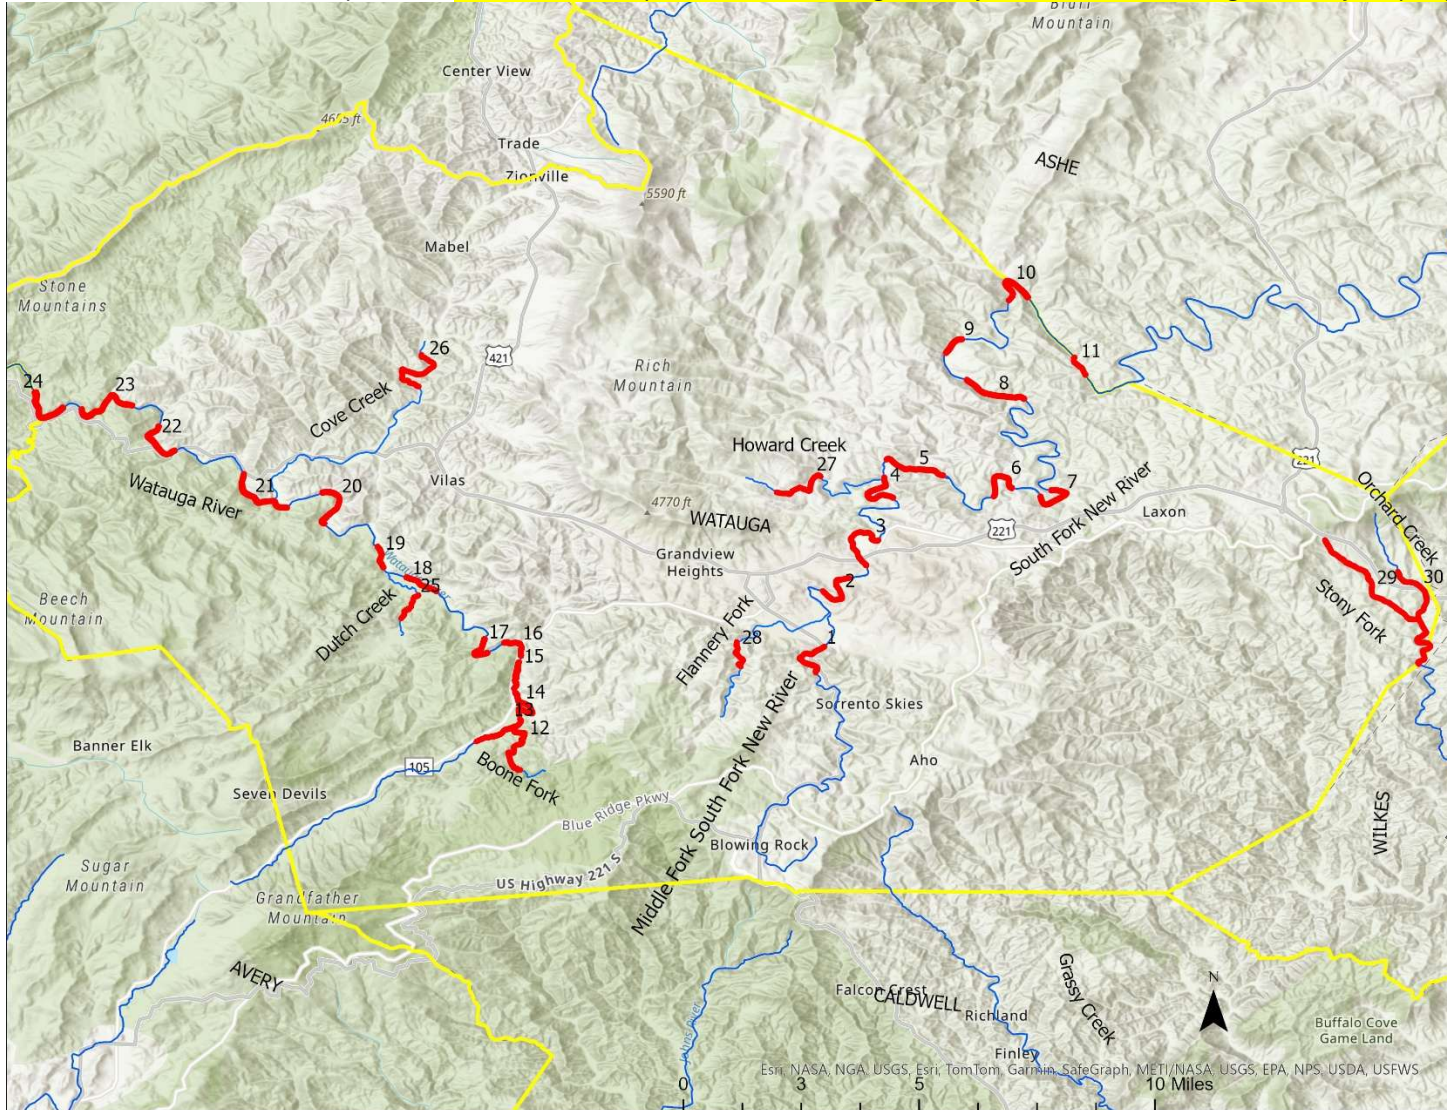 Bluff
Mountain
Center View
4685 ft
Trade
ASHE
Zionville
5590 ft
Mabel
10
Stone
Mountains
9
26
421
11
Rich
Mountain
24
23
8
Cove Creek
22
Howard Creek
5
27
4
6
7
221
Watauga River
21
20
Vilas
4770 ft
WATAUGA
South Fork New River
Orchard Creek
221
Laxon
3
19
Grandview
Heights
18
25
2
29
30
Beech
Mountain
Dutch Creek
Stony Fork
Flannery Fork
17
16
28
1
15
14
Sorrento Skies
13
12
Banner Elk
105
Boone Fork
Aho
Middle Fork South Fork New River
Seven Devils
Blue Ridge Pkwy
WILKES
Blowing Rock
Sugar
Mountain
US Highway 221 S
Grandfather
Mountain
AVERY
Falcon Crest
CALDWELL
Grassy Creek
N
Richland
Johns River
Buffalo Cove
Game Land
Finley
Esri, NASA, NGA, USGS, Esri, TomTom, Garmin, SafeGraph, METI/NASA, USGS, EPA, NPS, USDA, USFWS
0 3 5 10 Miles